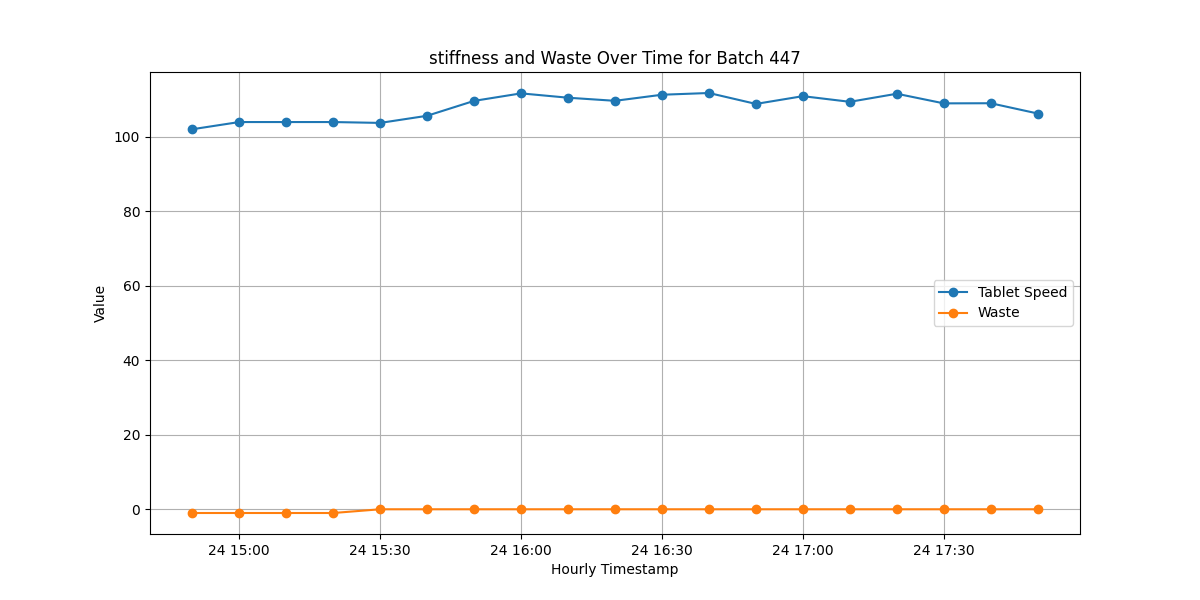 stiffness and Waste Over Time for Batch 447
Value
100
80
60
40
20
0
Tablet Speed
Waste
24 15:00
24 15:30
24 16:00
24 16:30
24 17:00
24 17:30
Hourly Timestamp